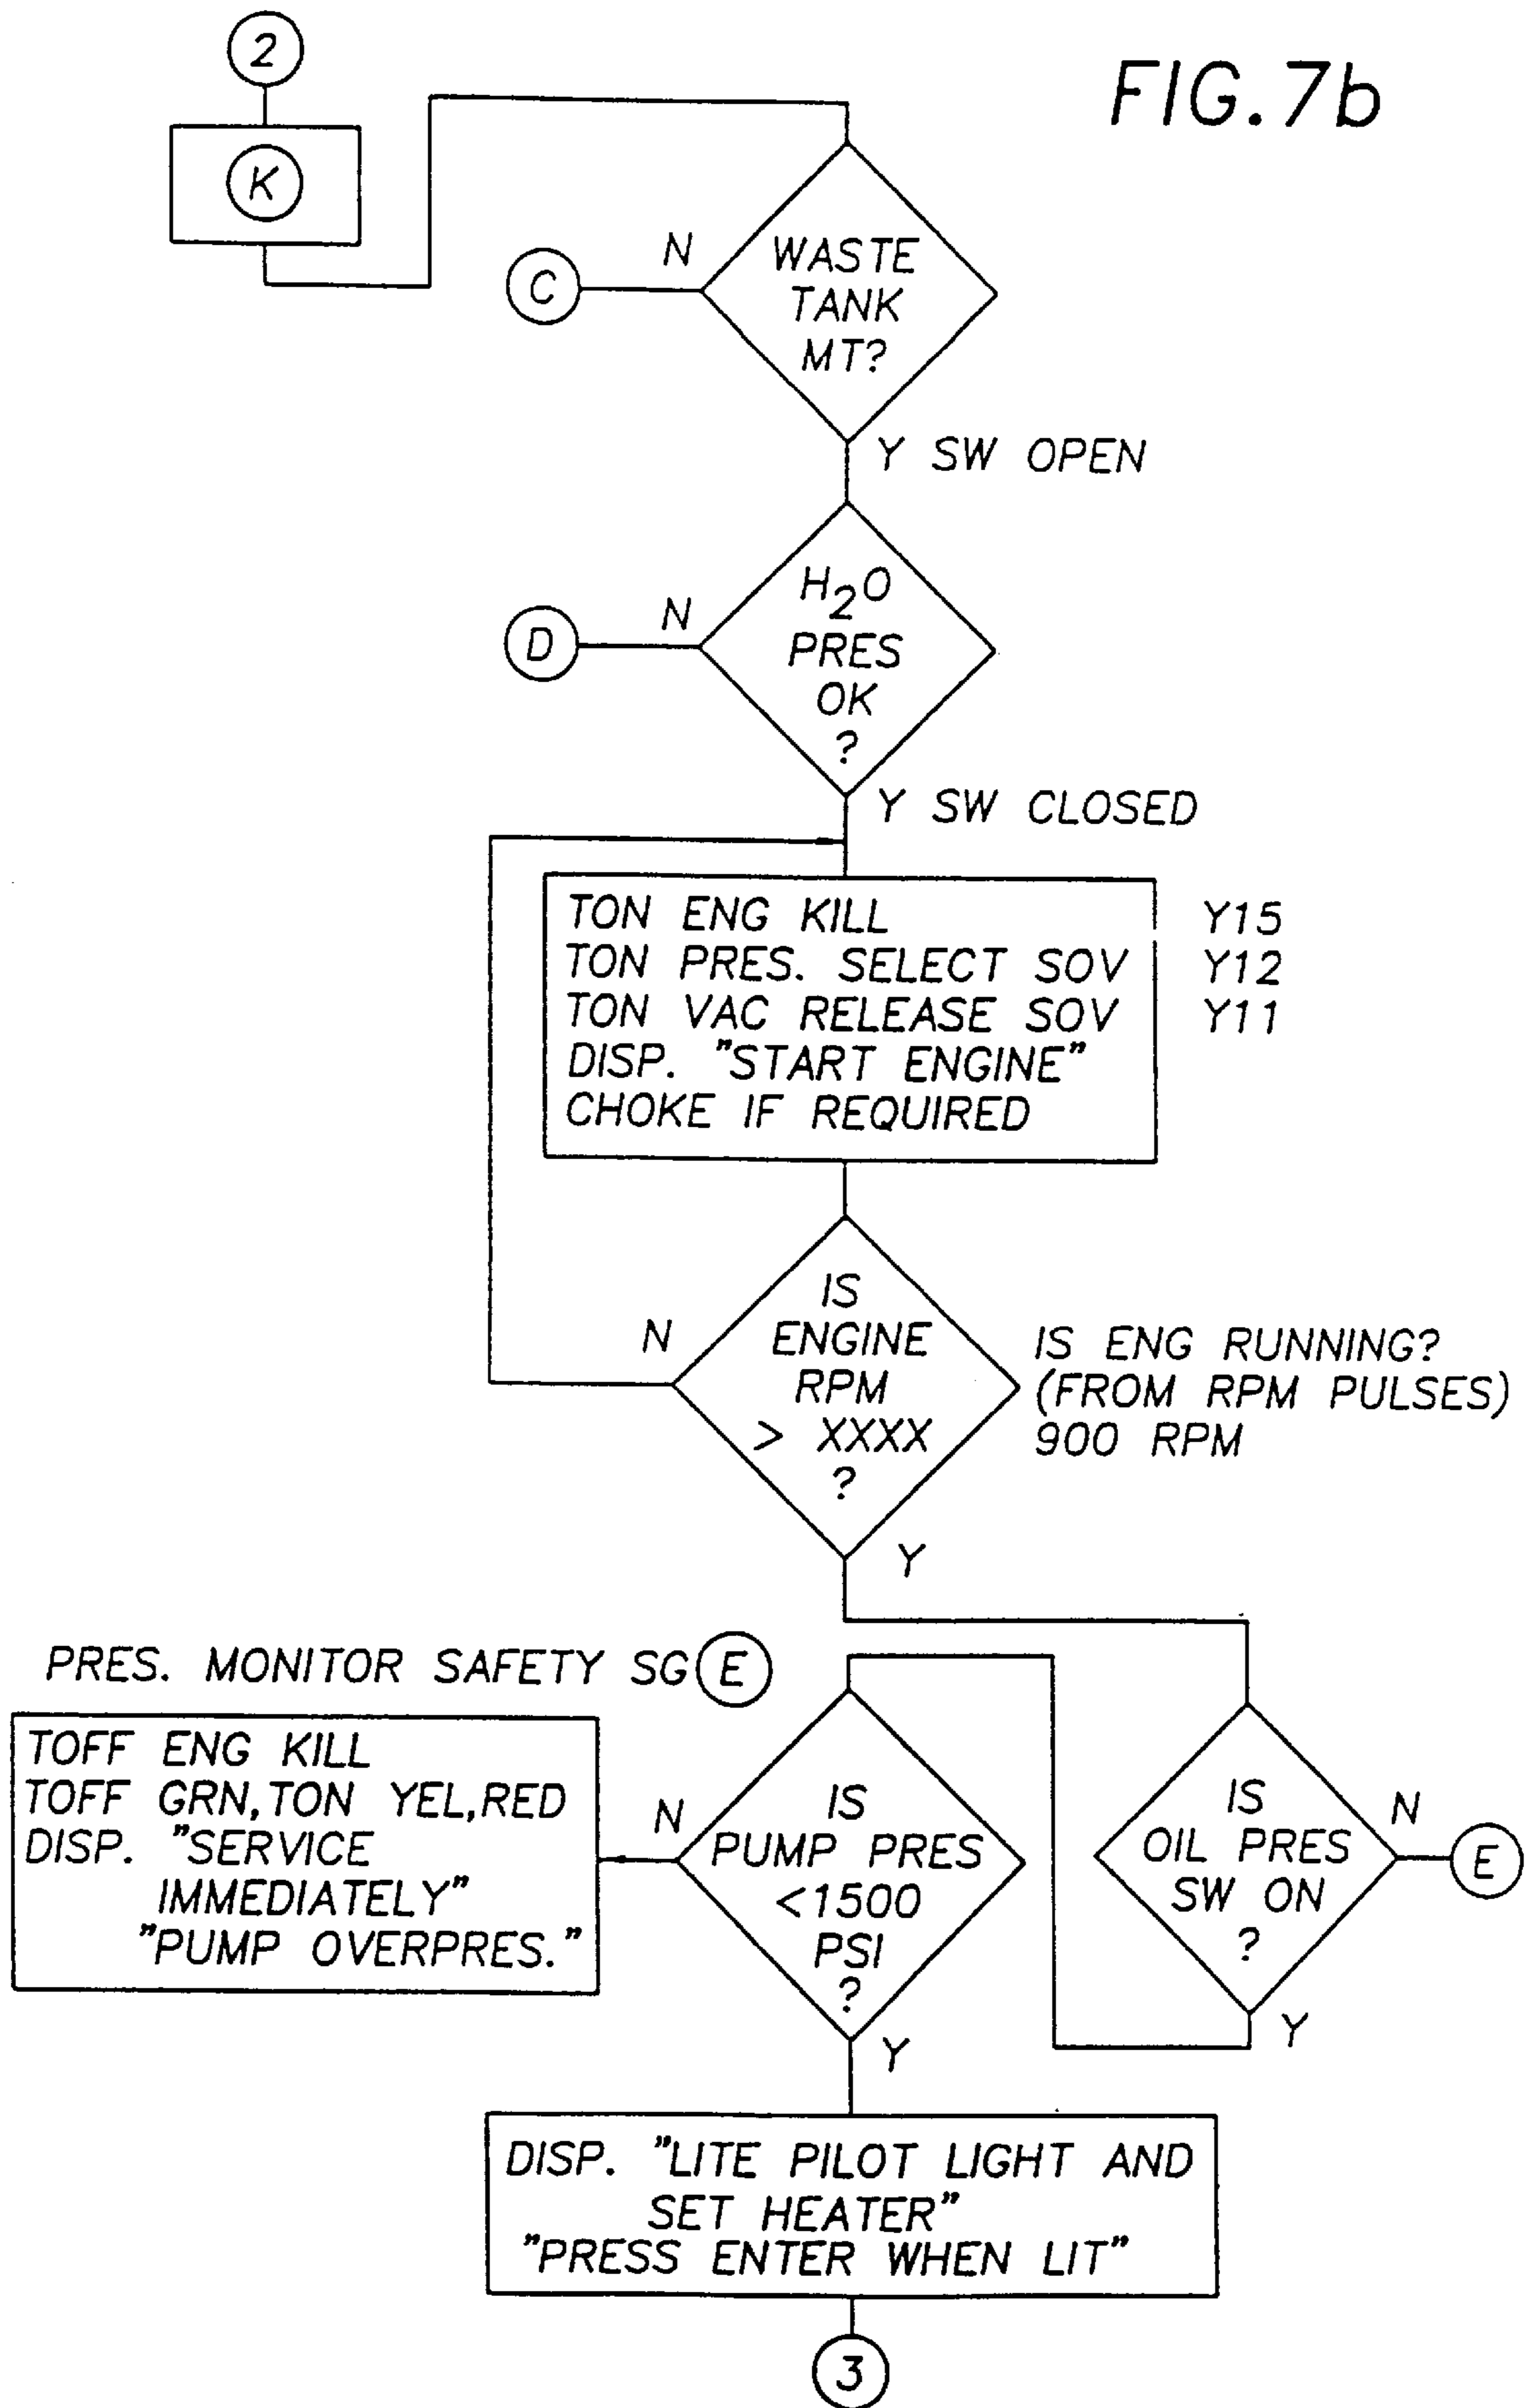 FIG.7b
2
K
C
N
WASTE
TANK
MT?
Y SW OPEN
D
N
H2O
PRES
OK
?
Y SW CLOSED
TON ENG KILL Y15
TON PRES. SELECT SOV Y12
TON VAC RELEASE SOV Y11
DISP. "START ENGINE"
CHOKE IF REQUIRED
N
IS
ENGINE
RPM
> XXXX
?
IS ENG RUNNING?
(FROM RPM PULSES)
900 RPM
Y
PRES. MONITOR SAFETY SG E
TOFF ENG KILL
TOFF GRN,TON YEL,RED
DISP. "SERVICE
IMMEDIATELY"
"PUMP OVERPRES."
N
IS
PUMP PRES
<1500
PSI
?
Y
IS
OIL PRES
SW ON
?
N
E
Y
DISP. "LITE PILOT LIGHT AND
SET HEATER"
"PRESS ENTER WHEN LIT"
3